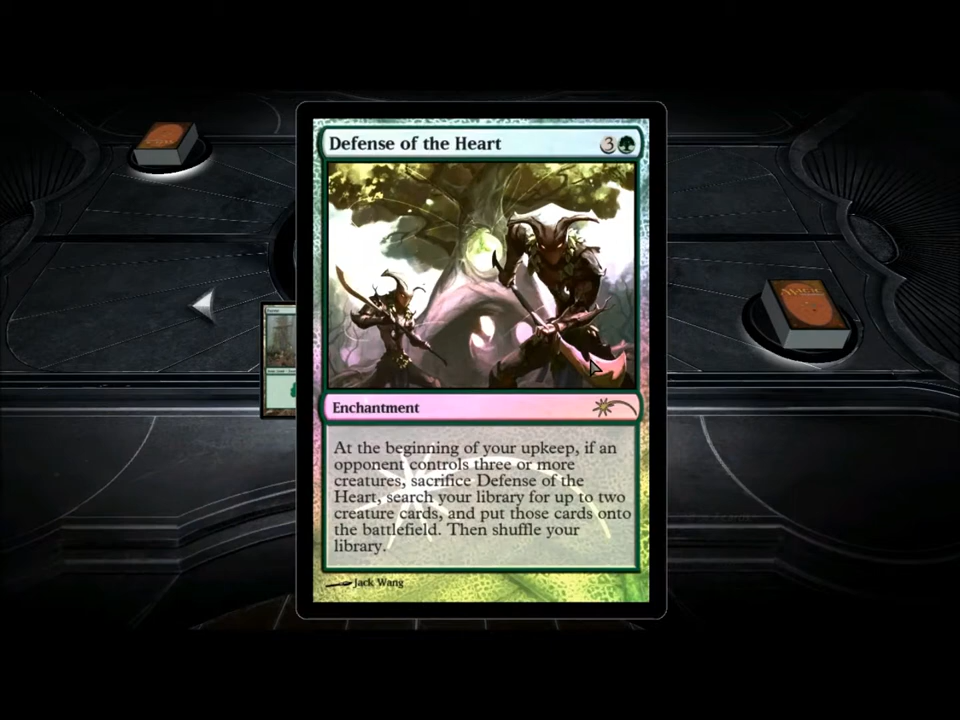 Defense of the Heart 3
Enchantment
At the beginning of your upkeep, if an
opponent controls three or more
creatures, sacrifice Defense of the
Heart, search your library for up to two
creature cards, and put those cards onto
the battlefield. Then shuffle your
library.
Jack Wang